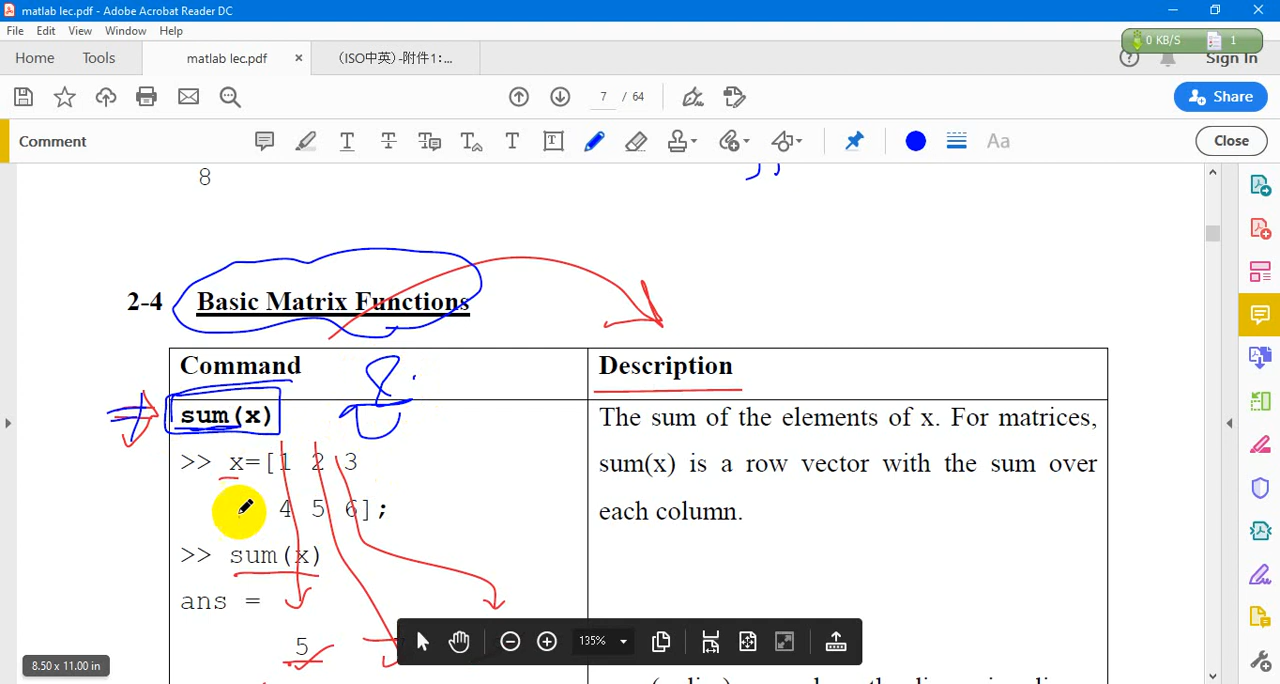 matlab lec.pdf - Adobe Acrobat Reader DC
File Edit View Window Help
0 KB/S 1
Home Tools matlab lec.pdf × (ISO中英)-附件1:... Sign In
7 / 64 Share
Comment Aa Close
8
2-4 Basic Matrix Functions
Command Description
8
sum(x) The sum of the elements of x. For matrices,
>> x=[1 2 3 sum(x) is a row vector with the sum over
4 5 6]; each column.
>> sum(x)
ans =
5
135%
8.50 x 11.00 in